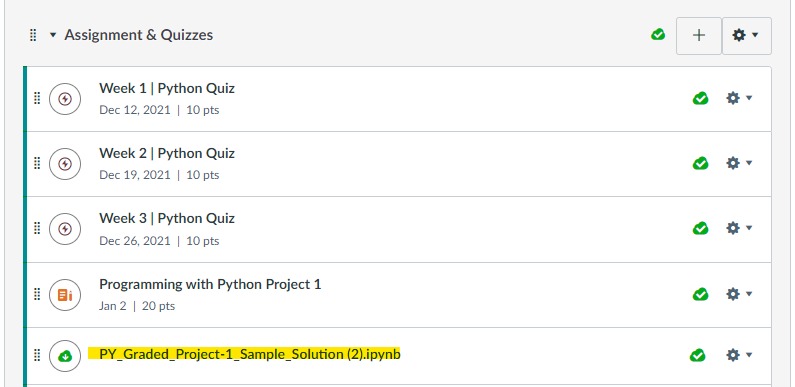 Assignment & Quizzes
Week 1 | Python Quiz
Dec 12, 2021 | 10 pts
Week 2 | Python Quiz
Dec 19, 2021 | 10 pts
Week 3 | Python Quiz
Dec 26, 2021 | 10 pts
Programming with Python Project 1
Jan 2 | 20 pts
PY_Graded_Project-1_Sample_Solution (2).ipynb